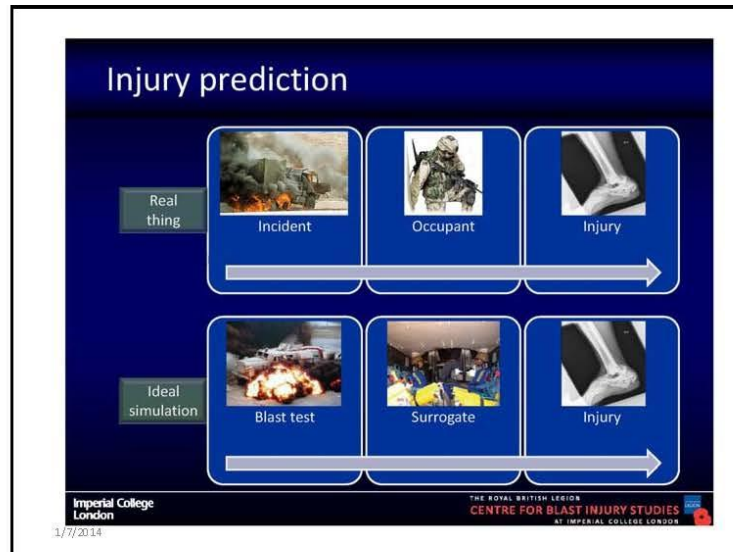 Injury prediction
Real
thing
Incident
Occupant
Injury
Ideal
simulation
Blast test
Surrogate
Injury
Imperial College
London
THE ROYAL BRITISH LEGION
CENTRE FOR BLAST INJURY STUDIES
AT IMPERIAL COLLEGE LONDON
1/7/2014